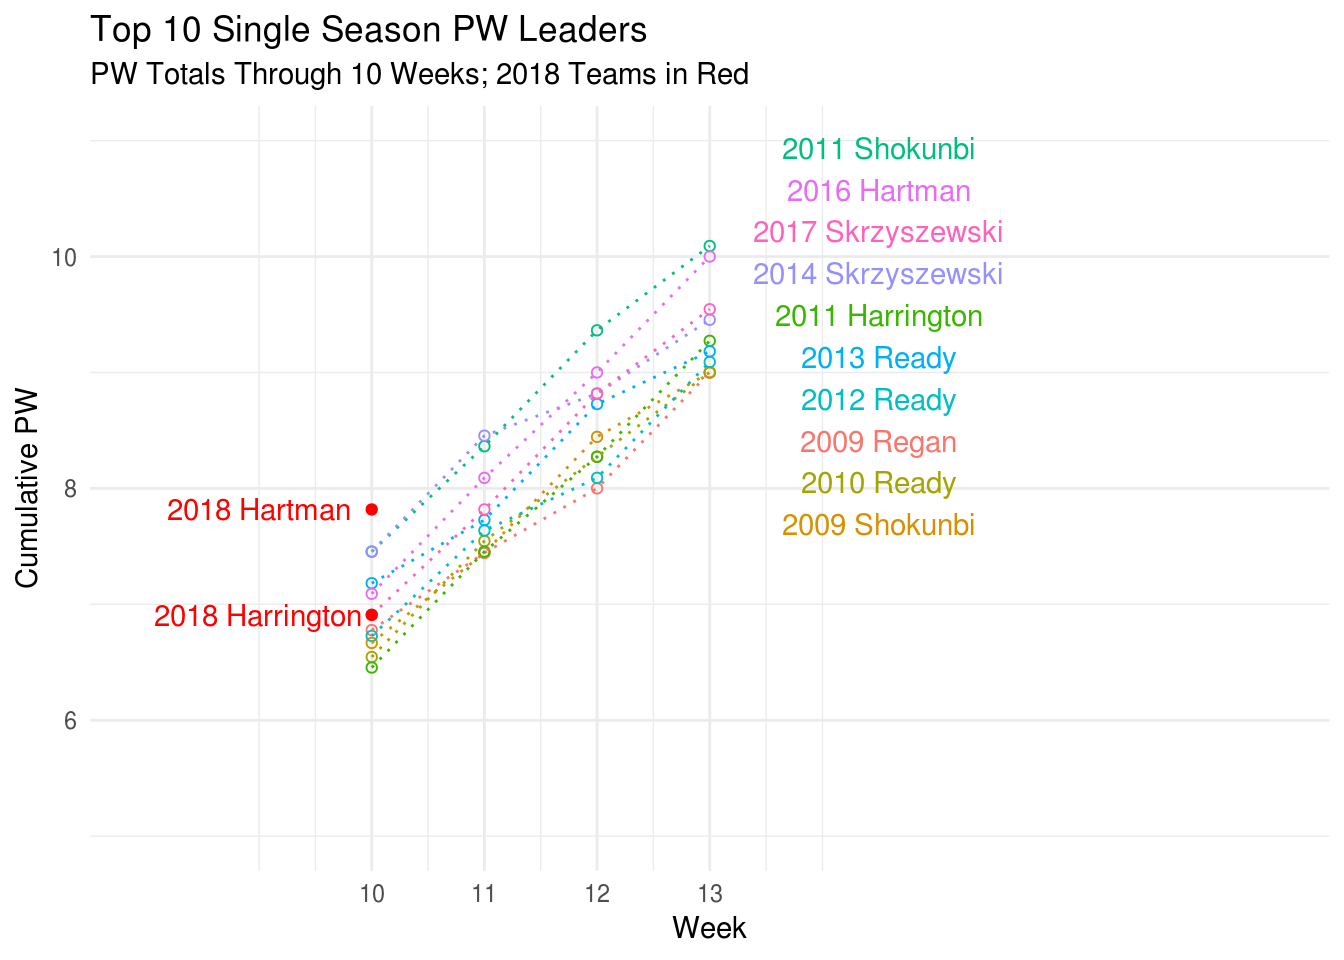 Top 10 Single Season PW Leaders
PW Totals Through 10 Weeks; 2018 Teams in Red
2011 Shokunbi
2016 Hartman
2017 Skrzyszewski
2014 Skrzyszewski
2011 Harrington
2013 Ready
2012 Ready
2009 Regan
2010 Ready
2009 Shokunbi
2018 Hartman
2018 Harrington
Cumulative PW
10
8
6
10 11 12 13
Week